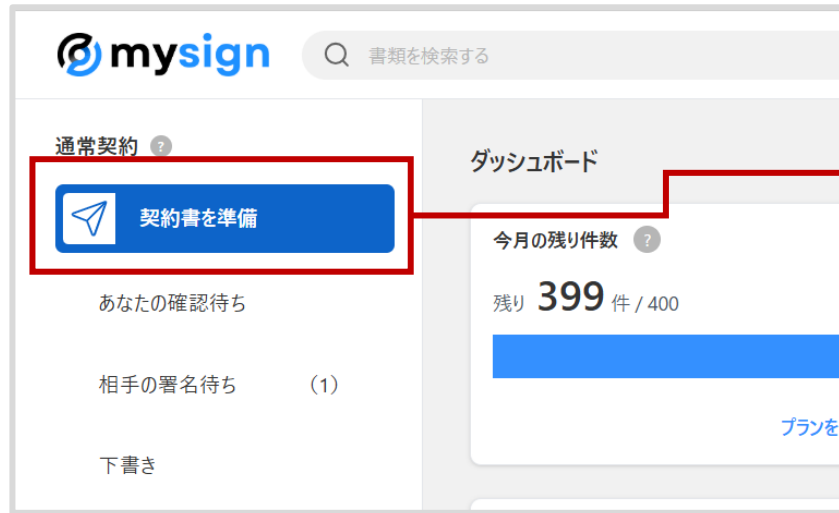 mysign
書類を検索する
通常契約 ?
契約書を準備
あなたの確認待ち
相手の署名待ち (1)
下書き
ダッシュボード
今月の残り件数 ?
残り 399 件 / 400
プランを